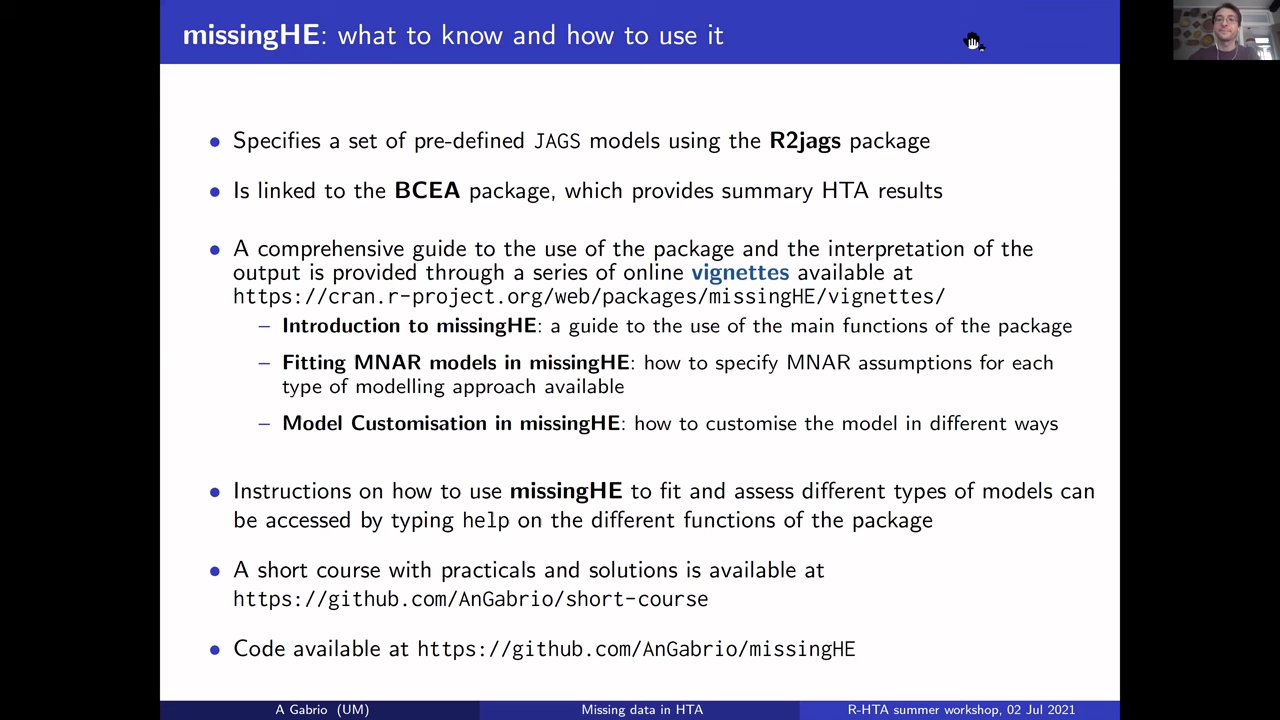 missingHE: what to know and how to use it
• Specifies a set of pre-defined JAGS models using the R2jags package
• Is linked to the BCEA package, which provides summary HTA results
• A comprehensive guide to the use of the package and the interpretation of the
output is provided through a series of online vignettes available at
https://cran.r-project.org/web/packages/missingHE/vignettes/
– Introduction to missingHE: a guide to the use of the main functions of the package
– Fitting MNAR models in missingHE: how to specify MNAR assumptions for each
type of modelling approach available
– Model Customisation in missingHE: how to customise the model in different ways
• Instructions on how to use missingHE to fit and assess different types of models can
be accessed by typing help on the different functions of the package
• A short course with practicals and solutions is available at
https://github.com/AnGabrio/short-course
• Code available at https://github.com/AnGabrio/missingHE
A Gabrio (UM)
Missing data in HTA
R-HTA summer workshop, 02 Jul 2021